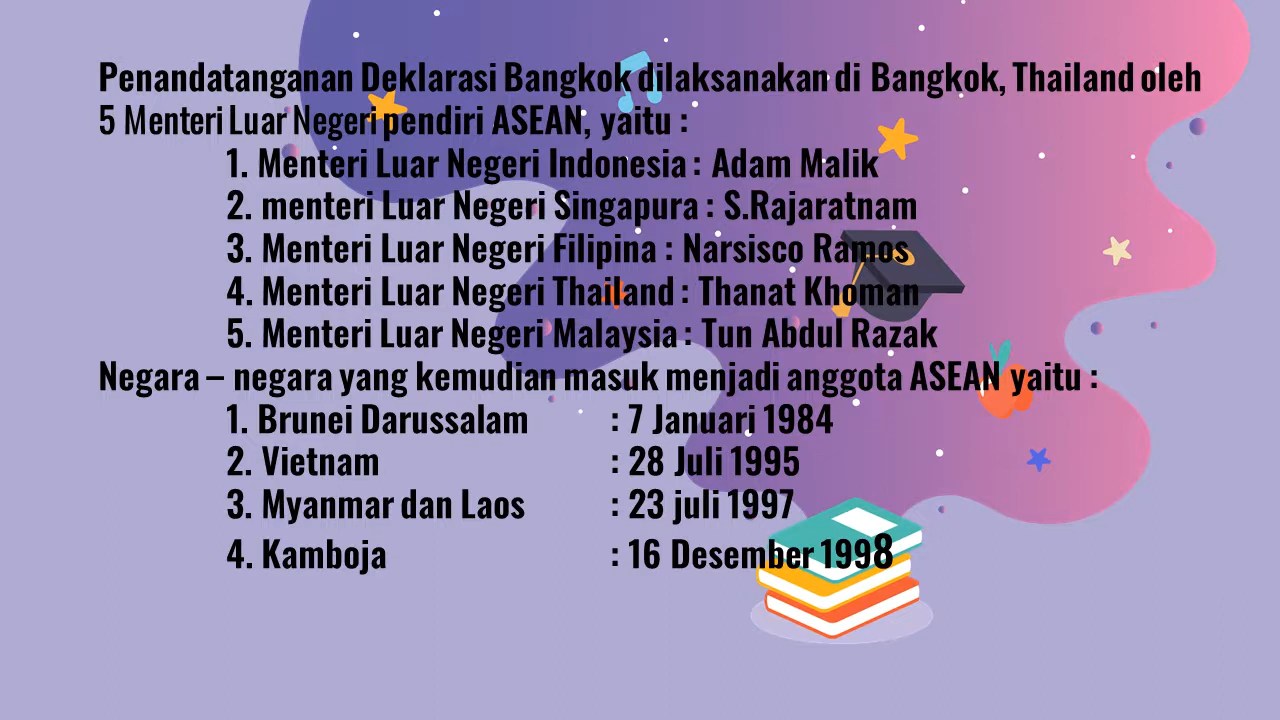 Penandatanganan Deklarasi Bangkok dilaksanakan di Bangkok, Thailand oleh
5 Menteri Luar Negeri pendiri ASEAN, yaitu :
1. Menteri Luar Negeri Indonesia : Adam Malik
2. menteri Luar Negeri Singapura : S.Rajaratnam
3. Menteri Luar Negeri Filipina : Narsisco Ramos
4. Menteri Luar Negeri Thailand : Thanat Khoman
5. Menteri Luar Negeri Malaysia : Tun Abdul Razak
Negara – negara yang kemudian masuk menjadi anggota ASEAN yaitu :
1. Brunei Darussalam : 7 Januari 1984
2. Vietnam : 28 Juli 1995
3. Myanmar dan Laos : 23 juli 1997
4. Kamboja : 16 Desember 1998